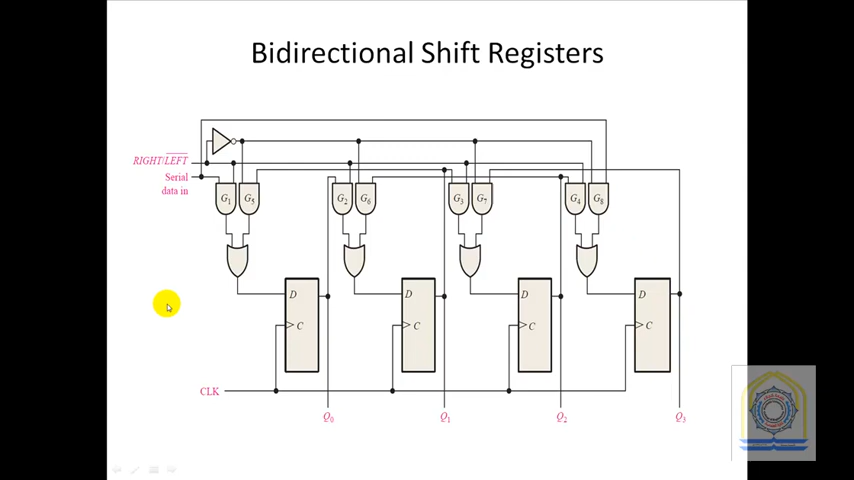 Bidirectional Shift Registers
RIGHT/LEFT
Serial
data in
G1 G5 G2 G6 G3 G7 G4 G8
D D D D
C C C C
CLK
Q0 Q1 Q2 Q3